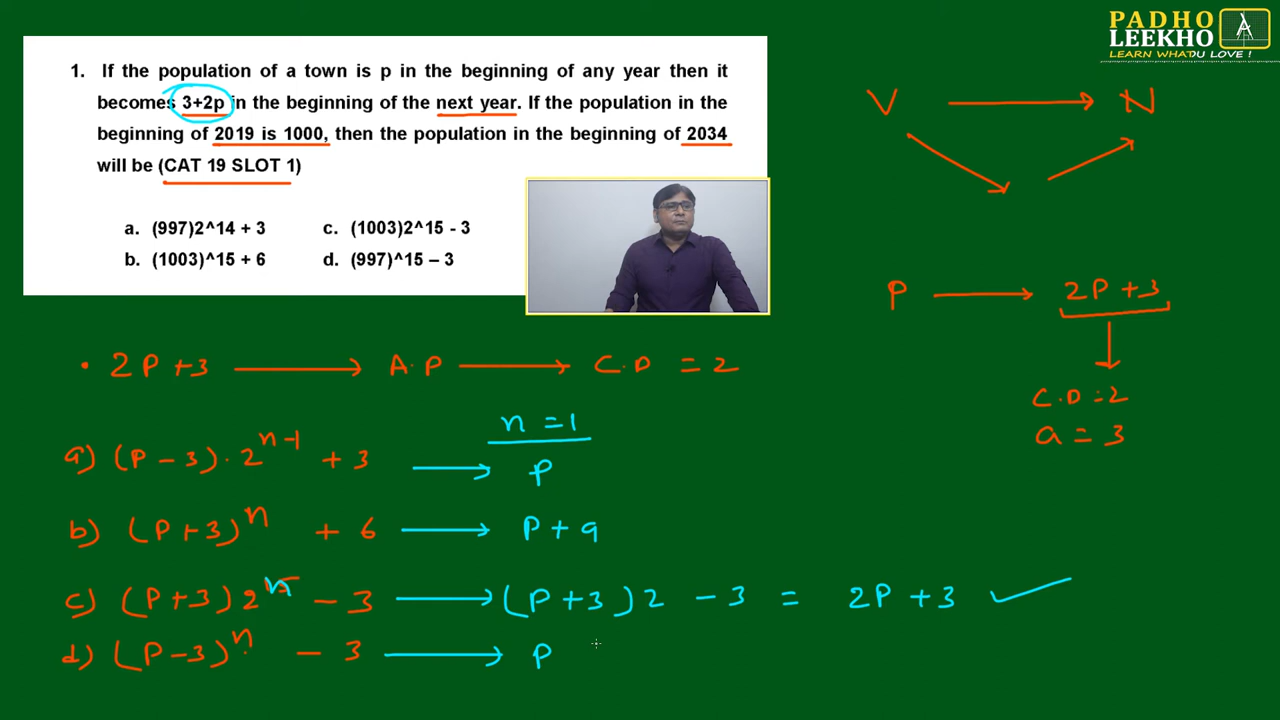 PADHO
LEEKHO
LEARN WHAT U LOVE !
1. If the population of a town is p in the beginning of any year then it
becomes 3+2p in the beginning of the next year. If the population in the
beginning of 2019 is 1000, then the population in the beginning of 2034
will be (CAT 19 SLOT 1)
a. (997)2^14 + 3
c. (1003)2^15 - 3
b. (1003)^15 + 6
d. (997)^15 – 3
V → N
P → 2P + 3
C.D = 2
a = 3
• 2P + 3 → A.P → C.D = 2
n = 1
a) (P - 3) . 2^{n-1} + 3 → P
b) (P + 3)^n + 6 → P + 9
c) (P + 3) 2^n - 3 → (P + 3) 2 - 3 = 2P + 3 ✓
d) (P - 3)^n - 3 → P